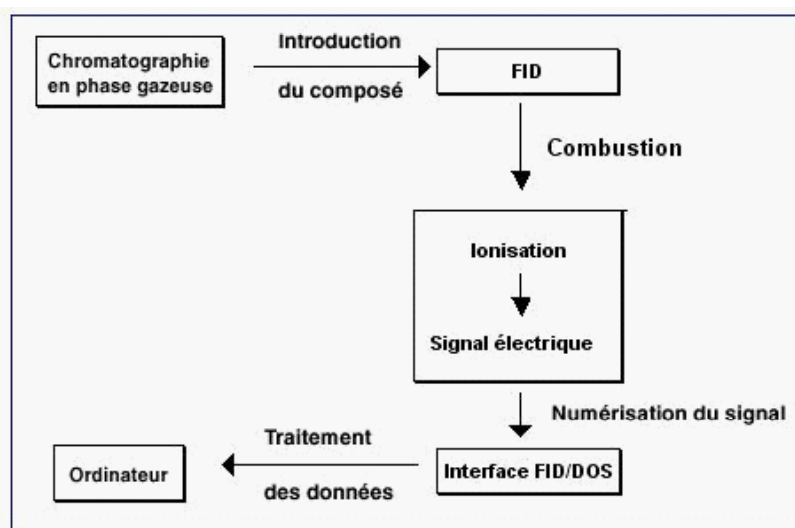 Chromatographie
en phase gazeuse
Introduction
du composé
FID
Combustion
Ionisation
Signal électrique
Numérisation du signal
Interface FID/DOS
Traitement
des données
Ordinateur